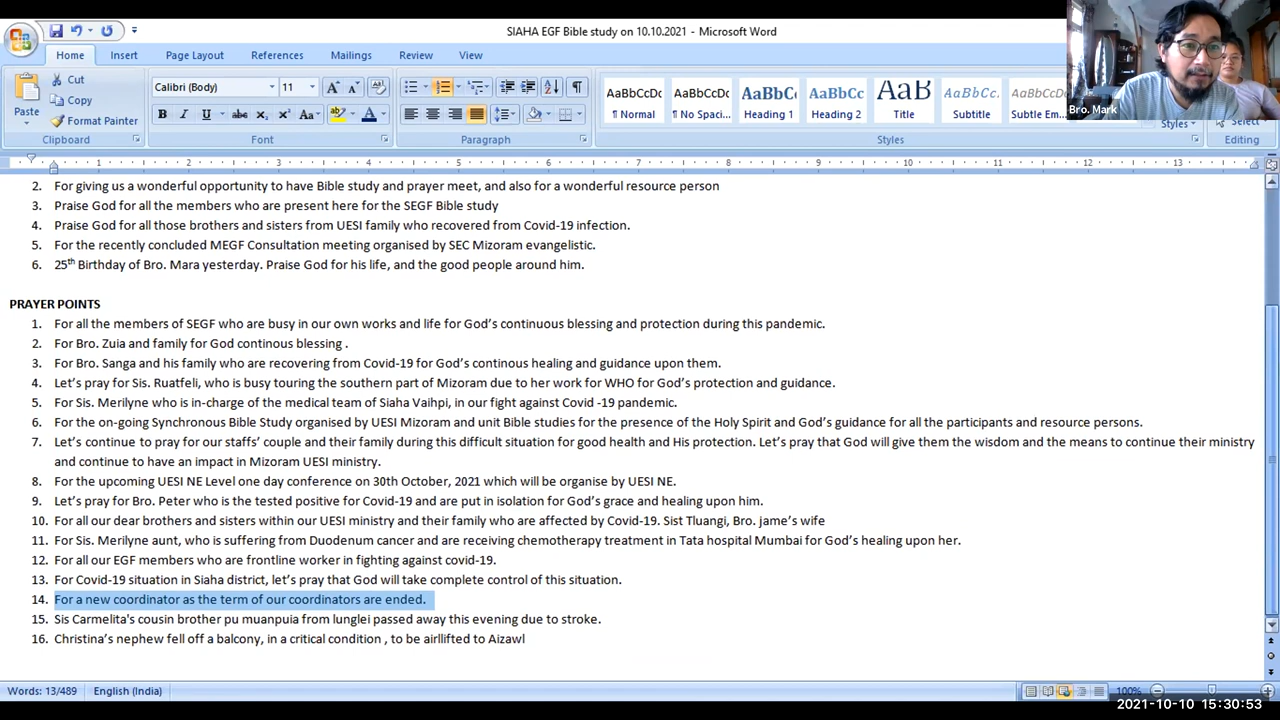 SIAHA EGF Bible study on 10.10.2021 - Microsoft Word
Home Insert Page Layout References Mailings Review View
Bro. Mark
Paste
Cut
Copy
Format Painter
Clipboard
Calibri (Body) 11
Font
Paragraph
AaBbCcDc AaBbCcDc AaBbCc AaBbCc AaB AaBbCc. AaBbCcDc
¶ Normal ¶ No Spaci... Heading 1 Heading 2 Title Subtitle Subtle Em...
Styles
Styles
Select
Editing
1 2 3 4 5 6 7 8 9 10 11 12 13
2. For giving us a wonderful opportunity to have Bible study and prayer meet, and also for a wonderful resource person
3. Praise God for all the members who are present here for the SEGF Bible study
4. Praise God for all those brothers and sisters from UESI family who recovered from Covid-19 infection.
5. For the recently concluded MEGF Consultation meeting organised by SEC Mizoram evangelistic.
6. 25th Birthday of Bro. Mara yesterday. Praise God for his life, and the good people around him.
PRAYER POINTS
1. For all the members of SEGF who are busy in our own works and life for God’s continuous blessing and protection during this pandemic.
2. For Bro. Zuia and family for God continous blessing .
3. For Bro. Sanga and his family who are recovering from Covid-19 for God’s continous healing and guidance upon them.
4. Let’s pray for Sis. Ruatfeli, who is busy touring the southern part of Mizoram due to her work for WHO for God’s protection and guidance.
5. For Sis. Merilyne who is in-charge of the medical team of Siaha Vaihpi, in our fight against Covid -19 pandemic.
6. For the on-going Synchronous Bible Study organised by UESI Mizoram and unit Bible studies for the presence of the Holy Spirit and God’s guidance for all the participants and resource persons.
7. Let’s continue to pray for our staffs’ couple and their family during this difficult situation for good health and His protection. Let’s pray that God will give them the wisdom and the means to continue their ministry
and continue to have an impact in Mizoram UESI ministry.
8. For the upcoming UESI NE Level one day conference on 30th October, 2021 which will be organise by UESI NE.
9. Let’s pray for Bro. Peter who is the tested positive for Covid-19 and are put in isolation for God’s grace and healing upon him.
10. For all our dear brothers and sisters within our UESI ministry and their family who are affected by Covid-19. Sist Tluangi, Bro. jame’s wife
11. For Sis. Merilyne aunt, who is suffering from Duodenum cancer and are receiving chemotherapy treatment in Tata hospital Mumbai for God’s healing upon her.
12. For all our EGF members who are frontline worker in fighting against covid-19.
13. For Covid-19 situation in Siaha district, let’s pray that God will take complete control of this situation.
14. For a new coordinator as the term of our coordinators are ended.
15. Sis Carmelita's cousin brother pu muanpuia from lunglei passed away this evening due to stroke.
16. Christina’s nephew fell off a balcony, in a critical condition , to be airllifted to Aizawl
Words: 13/489 English (India) 100%
2021-10-10 15:30:53